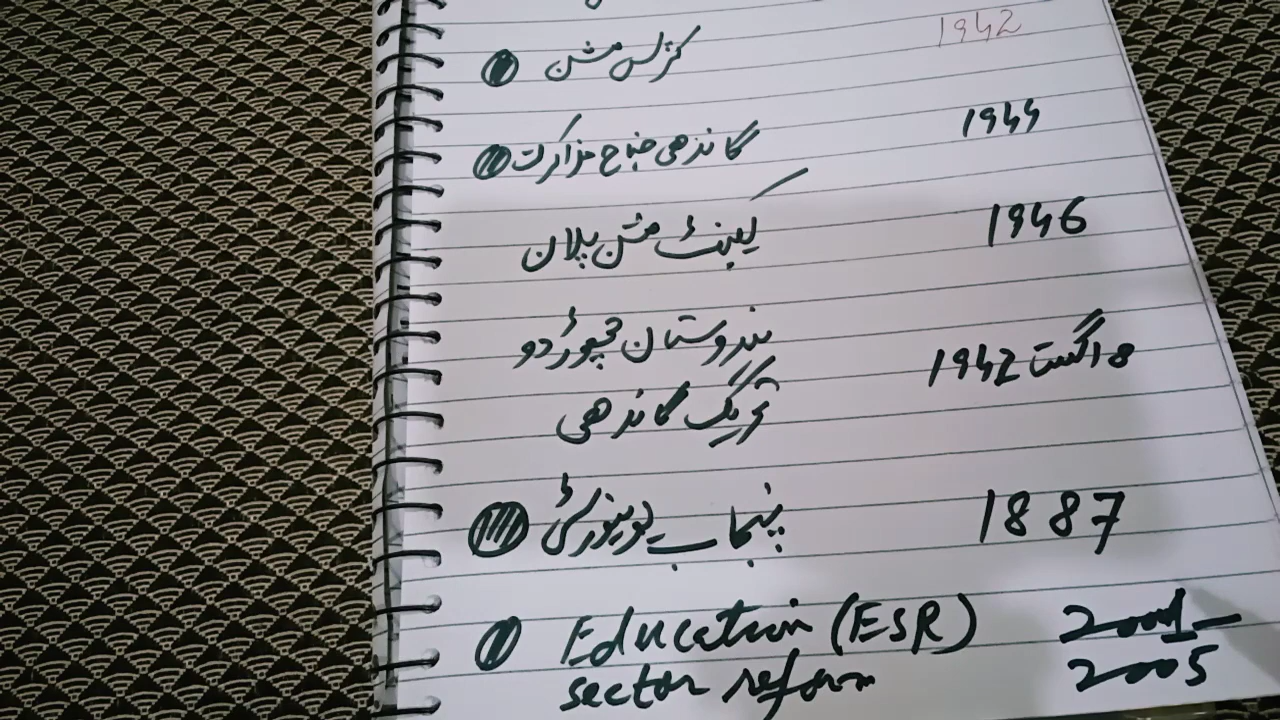 کرپس مشن 1942
گاندھی جناح مذاکرت 1944
کیبنٹ مشن پلان 1946
ہندوستان چھوڑ دو
8 اگست 1942
تحریک گاندھی
پنجاب یونیورسٹی 1887
Education (ESR) 2001-
sector reform 2005